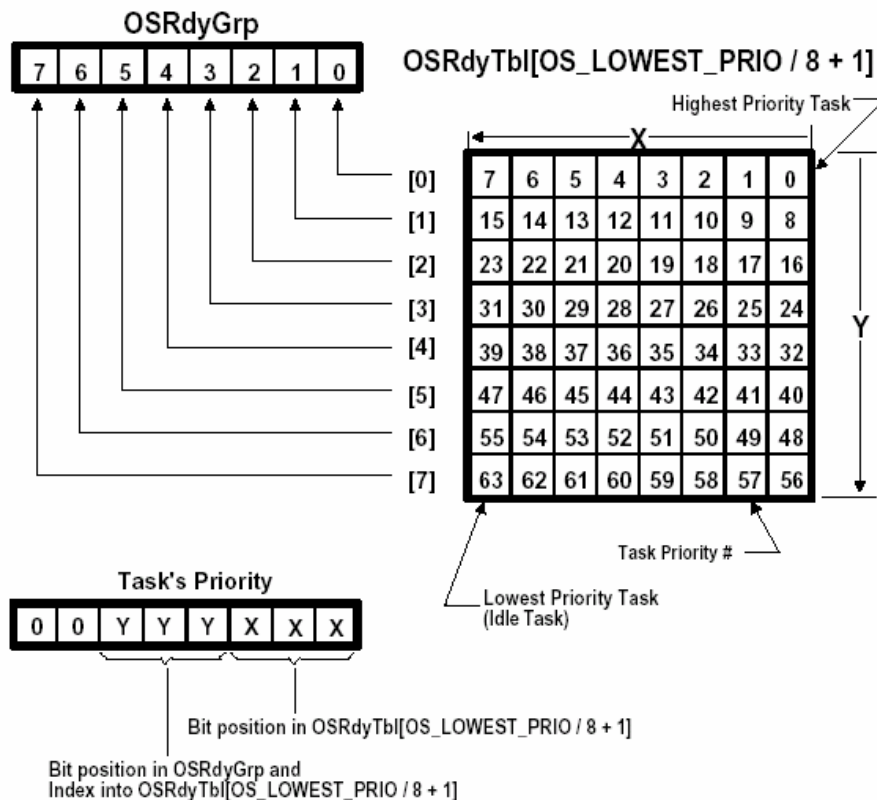 OSRdyGrp
7 6 5 4 3 2 1 0
OSRdyTbl[OS_LOWEST_PRIO / 8 + 1]
Highest Priority Task
X
[0] 7 6 5 4 3 2 1 0
[1] 15 14 13 12 11 10 9 8
[2] 23 22 21 20 19 18 17 16
[3] 31 30 29 28 27 26 25 24
Y
[4] 39 38 37 36 35 34 33 32
[5] 47 46 45 44 43 42 41 40
[6] 55 54 53 52 51 50 49 48
[7] 63 62 61 60 59 58 57 56
Task Priority #
Lowest Priority Task
(Idle Task)
Task's Priority
0 0 Y Y Y X X X
Bit position in OSRdyTbl[OS_LOWEST_PRIO / 8 + 1]
Bit position in OSRdyGrp and
Index into OSRdyTbl[OS_LOWEST_PRIO / 8 + 1]